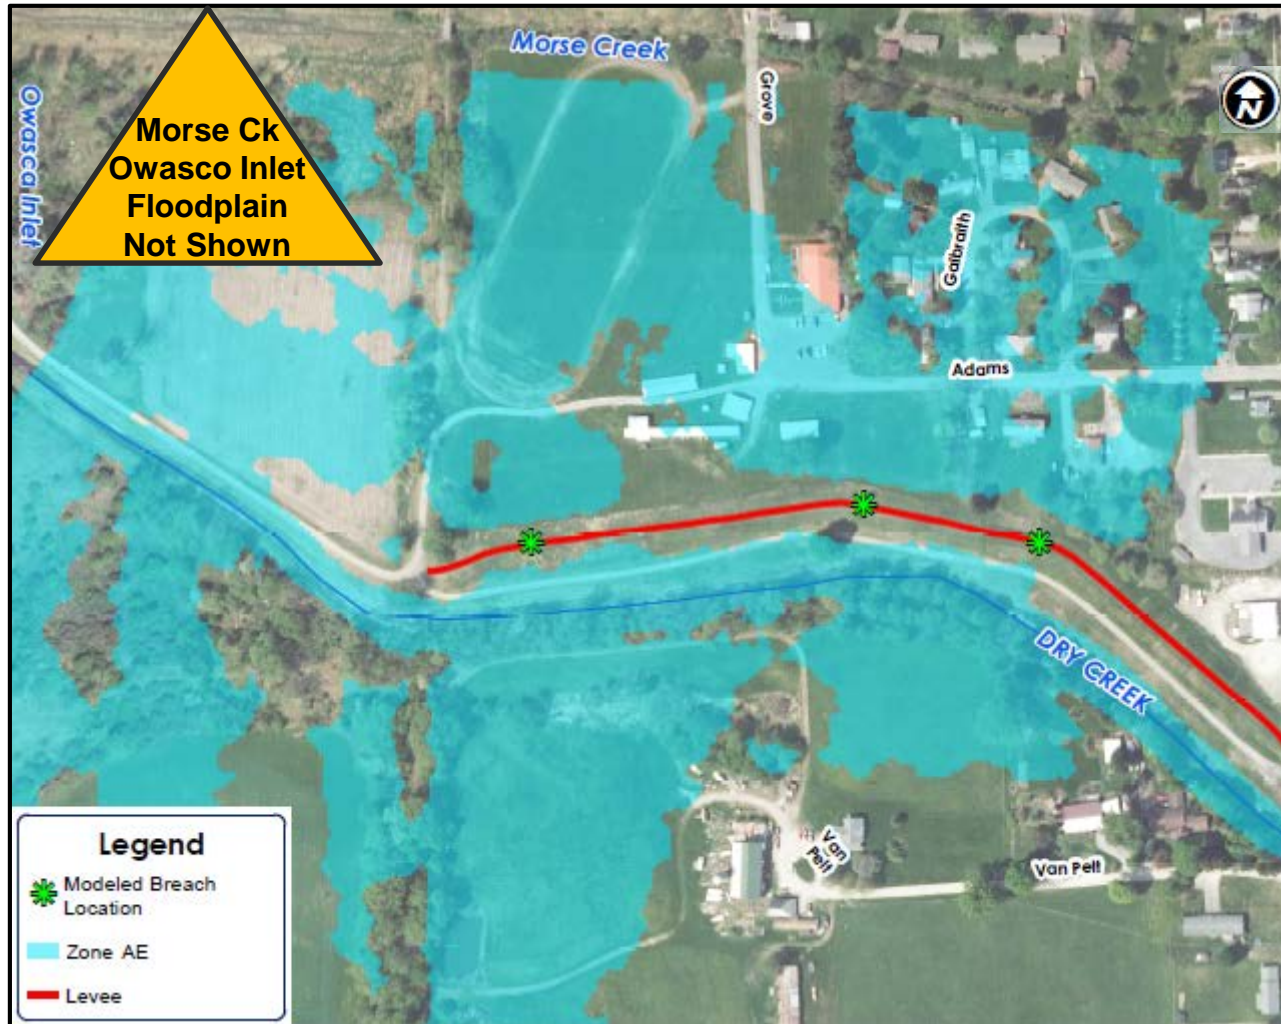 Morse Creek
Owasca Inlet
Morse Ck
Owasco Inlet
Floodplain
Not Shown
Grove
N
Galbraith
Adams
DRY CREEK
Van
Pelt
Van Pelt
Legend
Modeled Breach
Location
Zone AE
Levee